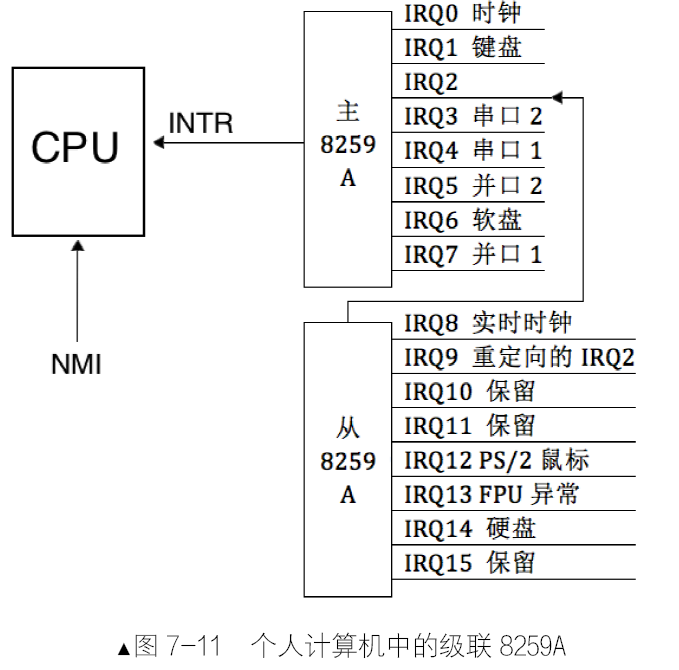 IRQ0 时钟
IRQ1 键盘
IRQ2
IRQ3 串口 2
IRQ4 串口 1
IRQ5 并口 2
IRQ6 软盘
IRQ7 并口 1
主
8259
A
INTR
CPU
NMI
IRQ8 实时时钟
IRQ9 重定向的 IRQ2
IRQ10 保留
IRQ11 保留
IRQ12 PS/2 鼠标
IRQ13 FPU 异常
IRQ14 硬盘
IRQ15 保留
从
8259
A
▲图 7-11 个人计算机中的级联 8259A